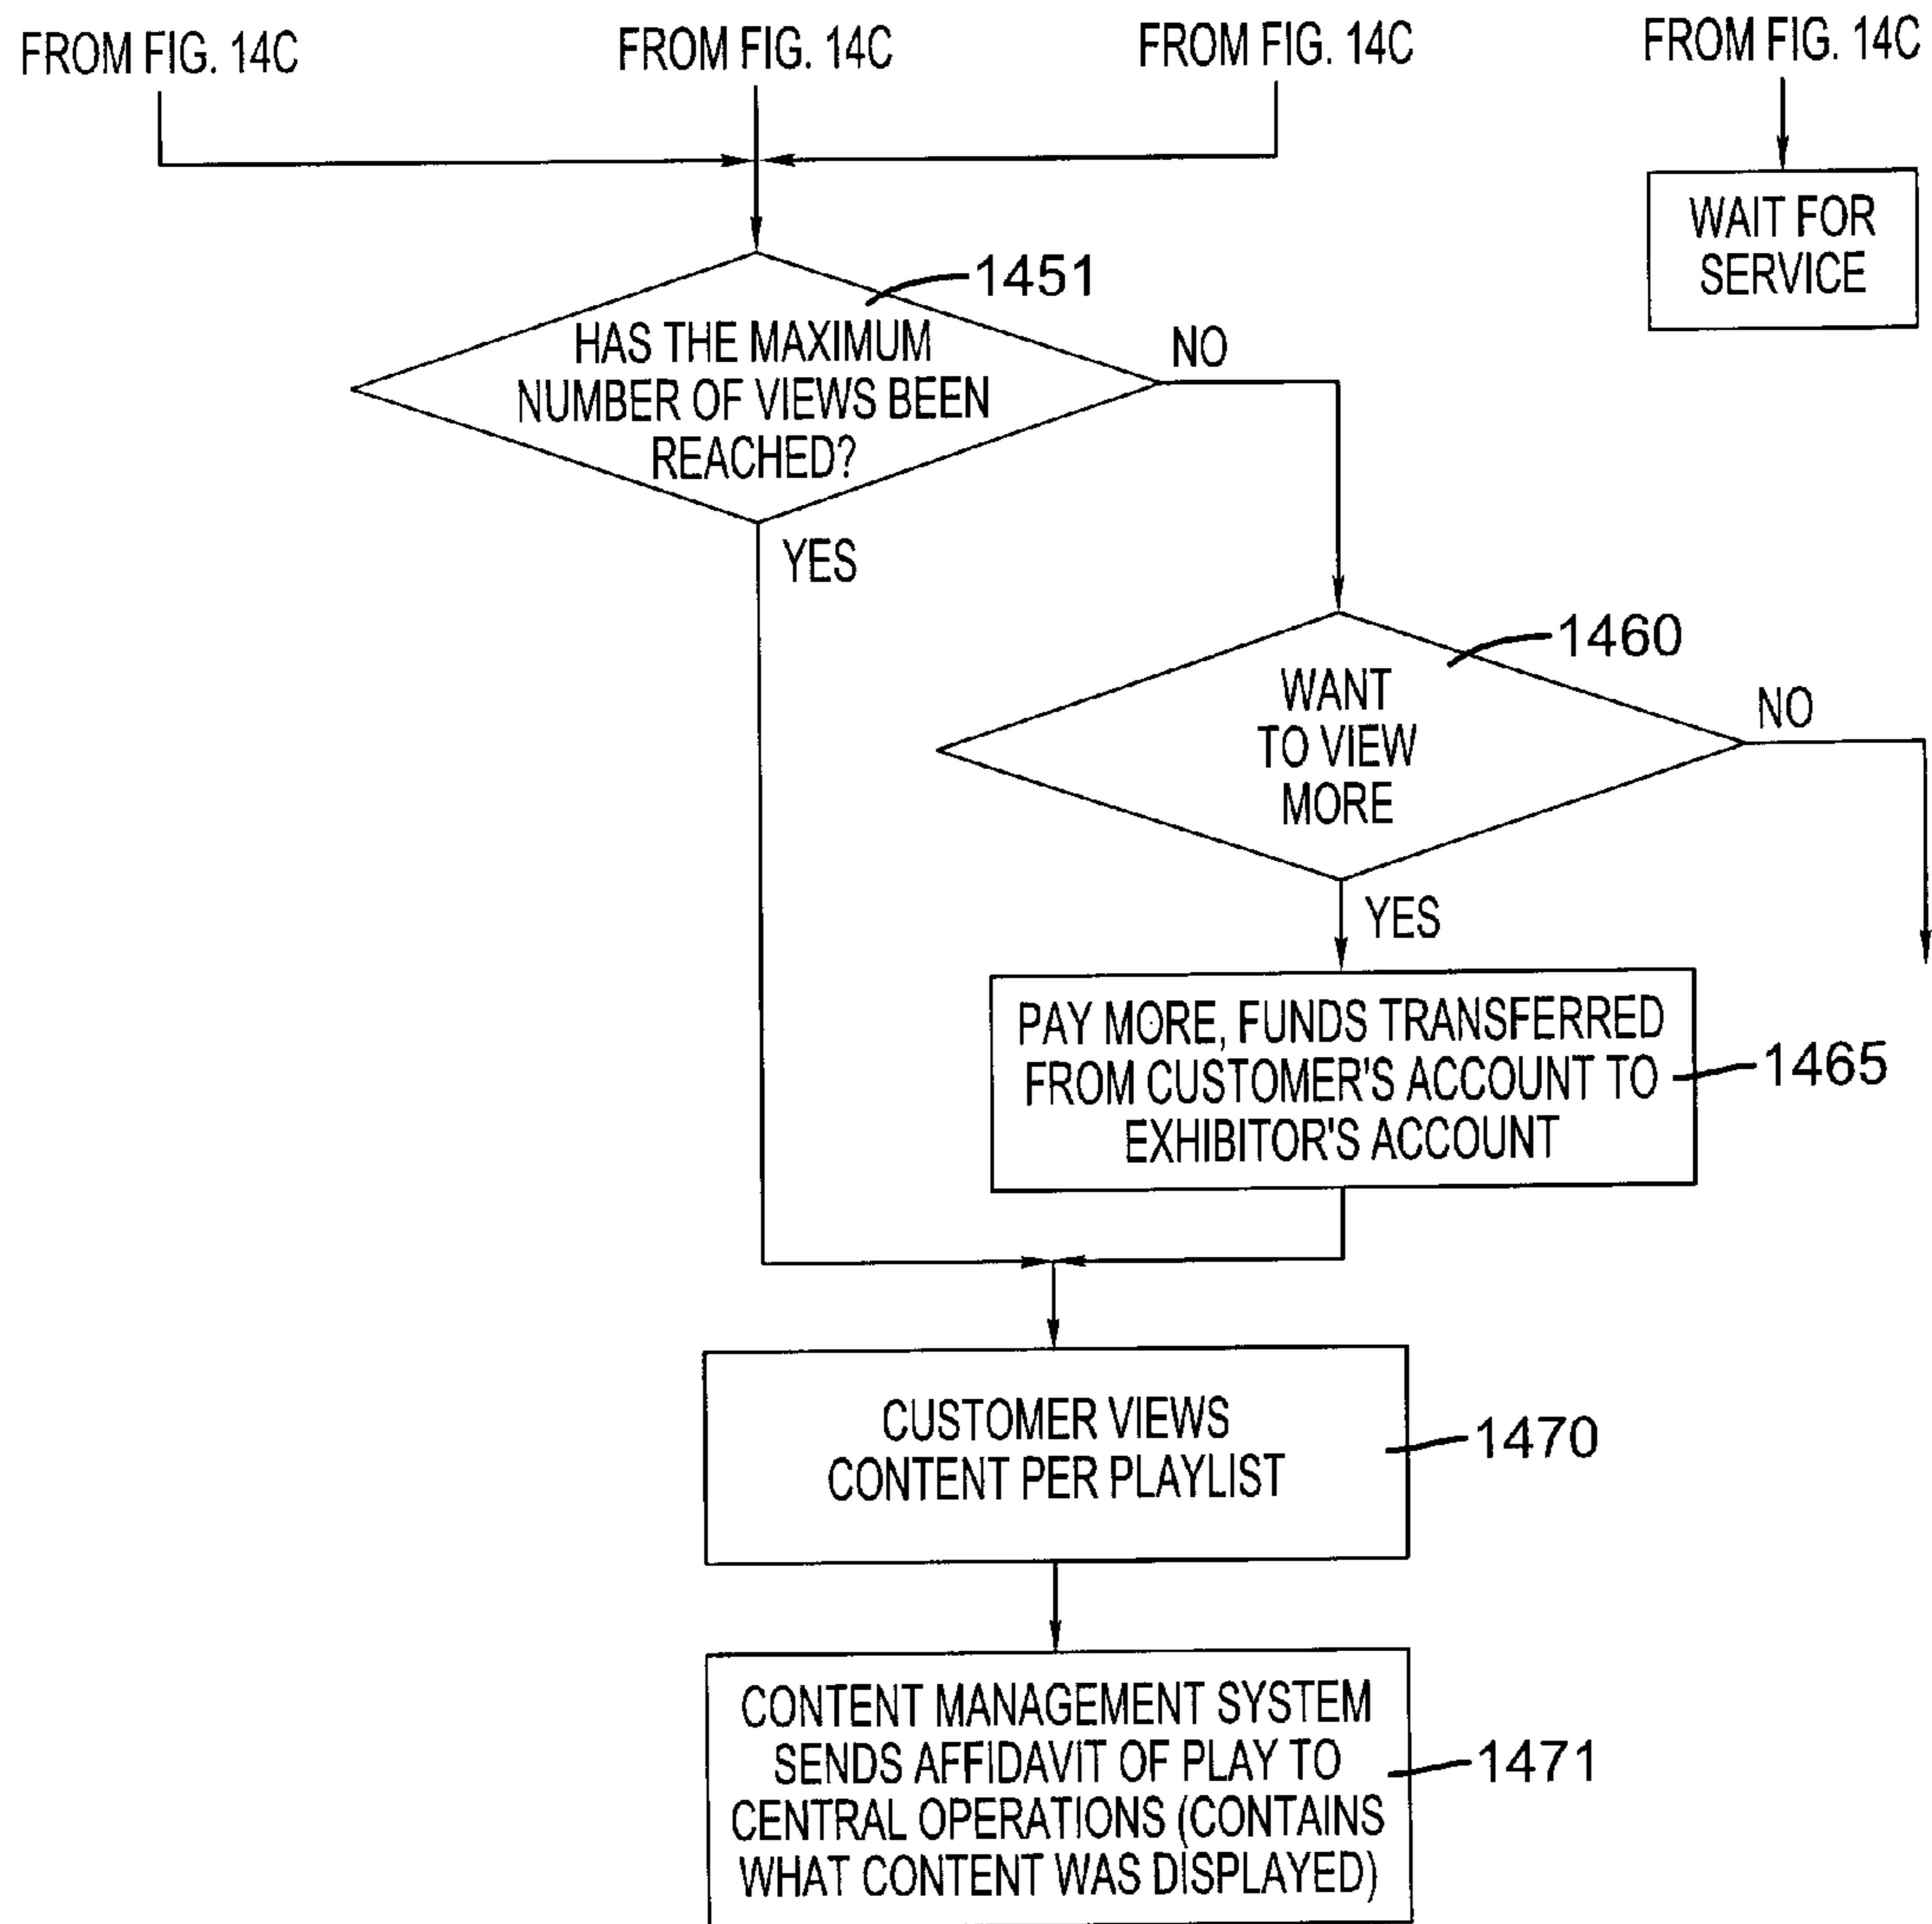 FROM FIG. 14C
FROM FIG. 14C
FROM FIG. 14C
FROM FIG. 14C
WAIT FOR
SERVICE
1451
HAS THE MAXIMUM
NUMBER OF VIEWS BEEN
REACHED?
NO
YES
1460
WANT
TO VIEW
MORE
NO
YES
PAY MORE, FUNDS TRANSFERRED
FROM CUSTOMER'S ACCOUNT TO
EXHIBITOR'S ACCOUNT
1465
CUSTOMER VIEWS
CONTENT PER PLAYLIST
1470
CONTENT MANAGEMENT SYSTEM
SENDS AFFIDAVIT OF PLAY TO
CENTRAL OPERATIONS (CONTAINS
WHAT CONTENT WAS DISPLAYED)
1471